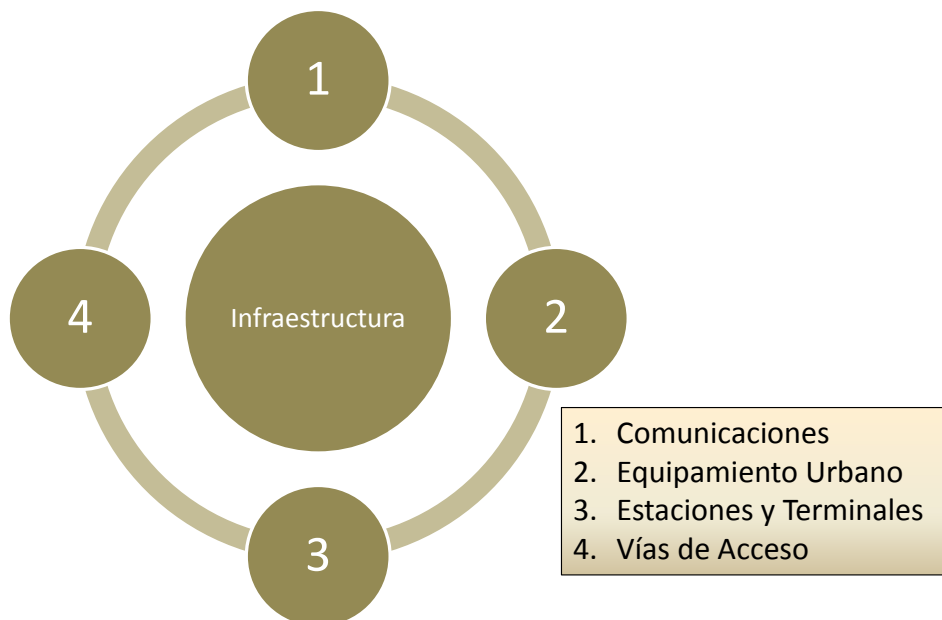 1
4
Infraestructura
2
3
1. Comunicaciones
2. Equipamiento Urbano
3. Estaciones y Terminales
4. Vías de Acceso